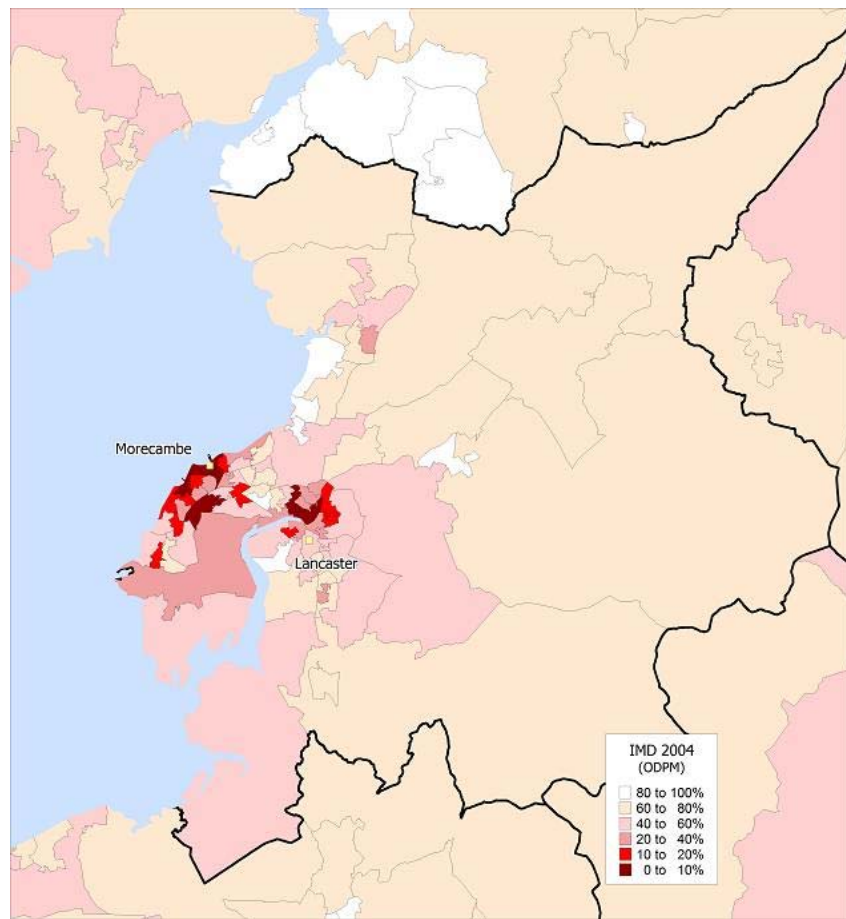 Morecambe
Lancaster
IMD 2004
(ODPM)
80 to 100%
60 to 80%
40 to 60%
20 to 40%
10 to 20%
0 to 10%